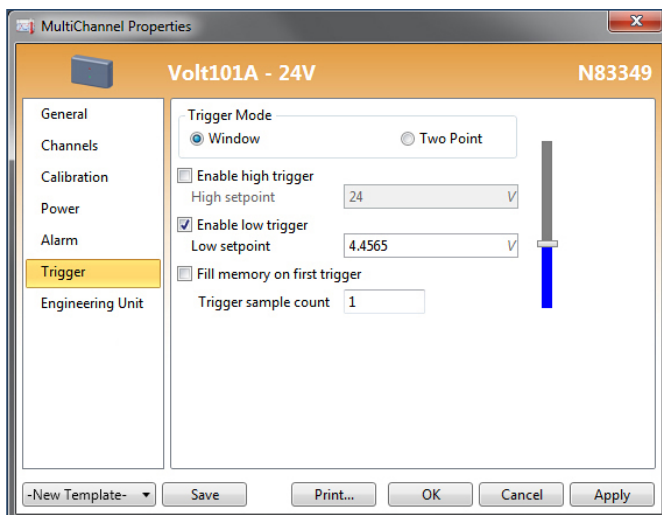 MultiChannel Properties
x
Volt101A - 24V N83349
General
Channels
Calibration
Power
Alarm
Trigger
Engineering Unit
Trigger Mode
Window Two Point
Enable high trigger
High setpoint 24 V
Enable low trigger
Low setpoint 4.4565 V
Fill memory on first trigger
Trigger sample count 1
-New Template- Save Print... OK Cancel Apply